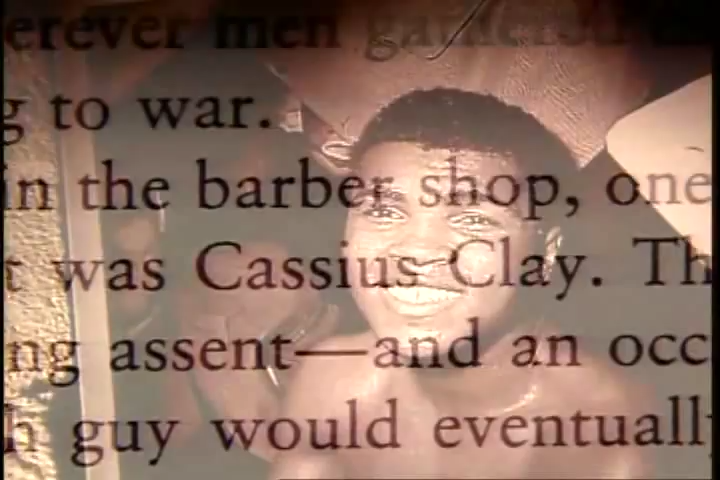 erever men gathered
g to war.
in the barber shop, one
t was Cassius Clay. Th
ng assent—and an occ
h guy would eventuall